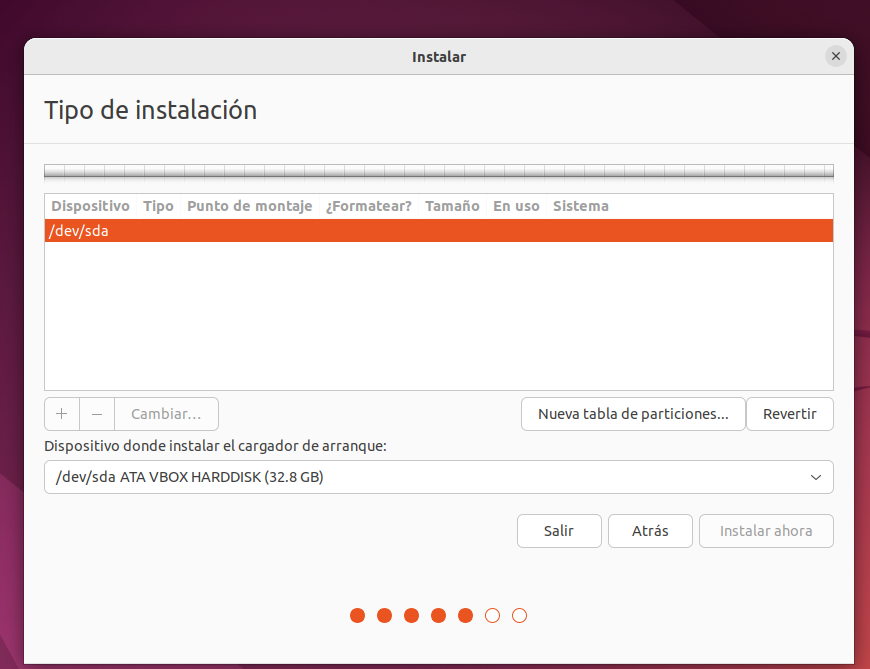 Instalar
Tipo de instalación
Dispositivo Tipo Punto de montaje ¿Formatear? Tamaño En uso Sistema
/dev/sda
+ − Cambiar... Nueva tabla de particiones... Revertir
Dispositivo donde instalar el cargador de arranque:
/dev/sda ATA VBOX HARDDISK (32.8 GB)
Salir Atrás Instalar ahora